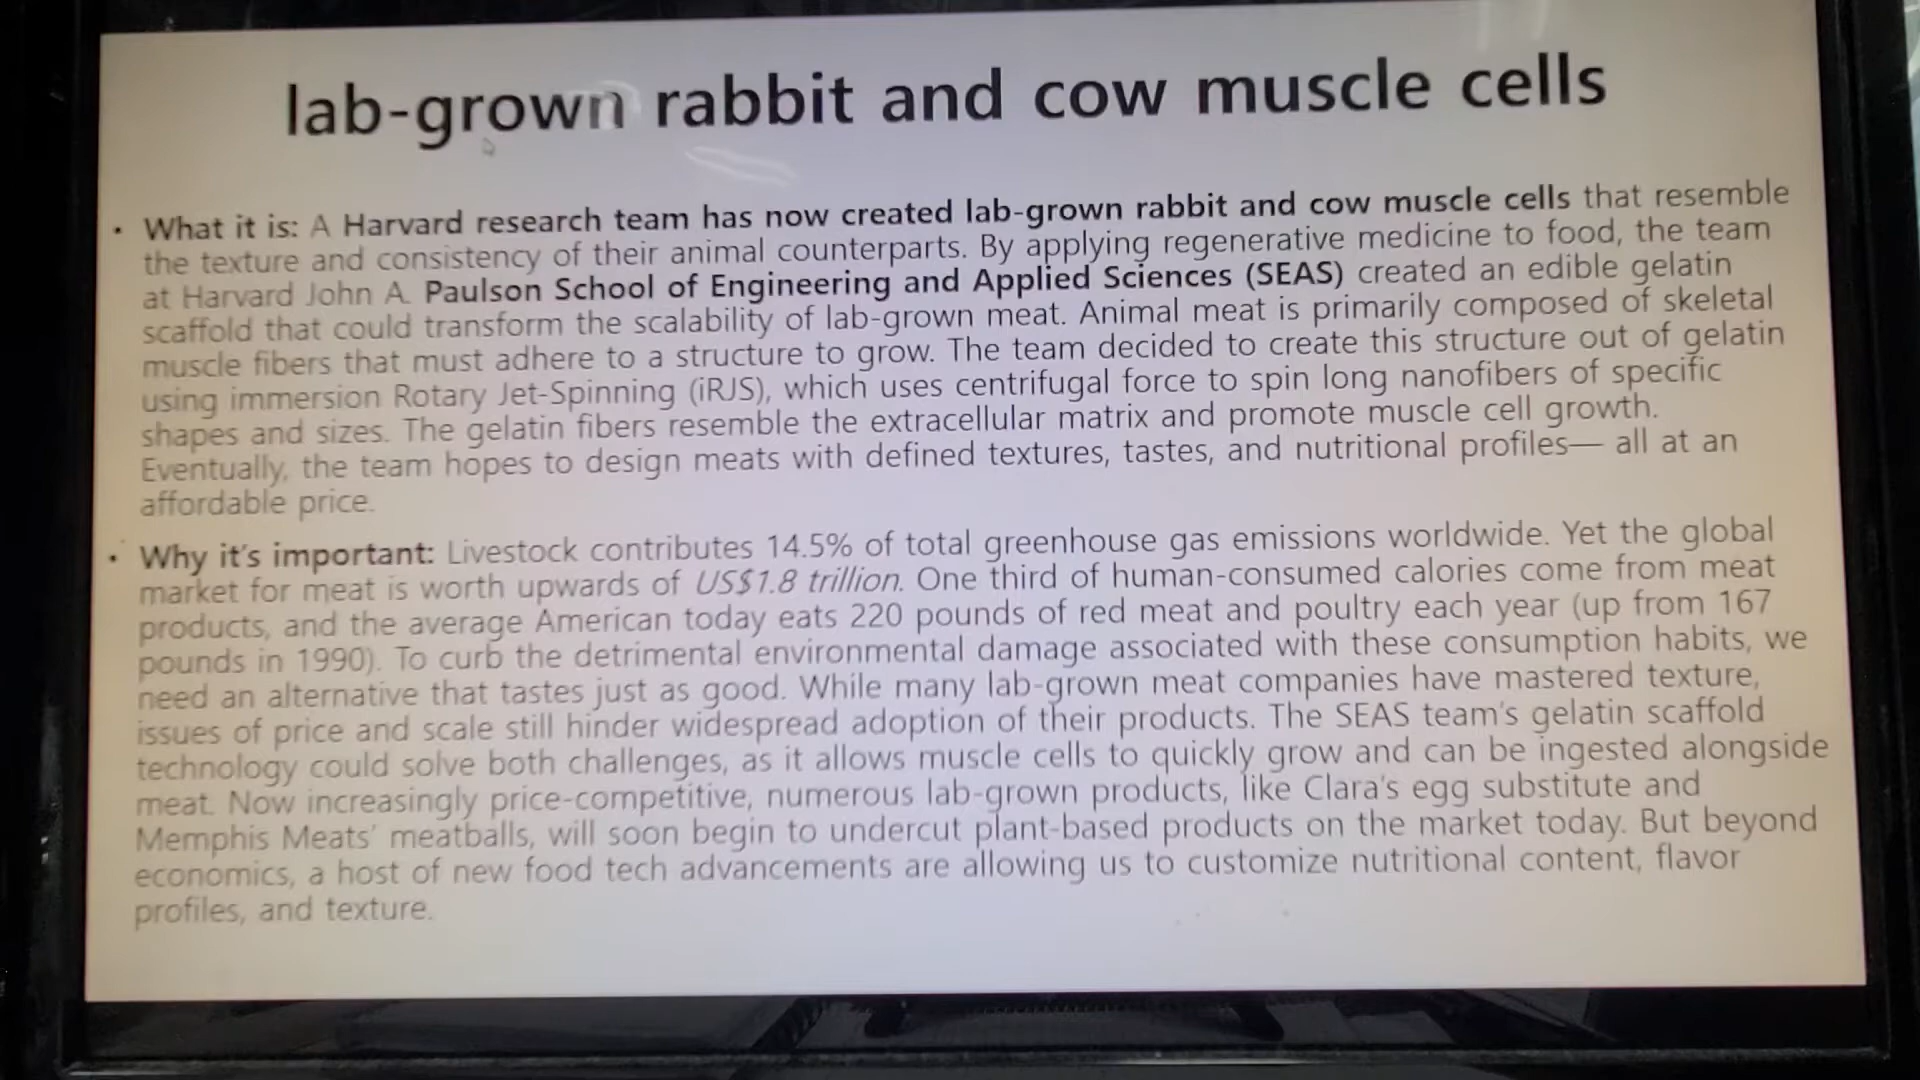 lab-grown rabbit and cow muscle cells
• What it is: A Harvard research team has now created lab-grown rabbit and cow muscle cells that resemble
the texture and consistency of their animal counterparts. By applying regenerative medicine to food, the team
at Harvard John A. Paulson School of Engineering and Applied Sciences (SEAS) created an edible gelatin
scaffold that could transform the scalability of lab-grown meat. Animal meat is primarily composed of skeletal
muscle fibers that must adhere to a structure to grow. The team decided to create this structure out of gelatin
using immersion Rotary Jet-Spinning (iRJS), which uses centrifugal force to spin long nanofibers of specific
shapes and sizes. The gelatin fibers resemble the extracellular matrix and promote muscle cell growth.
Eventually, the team hopes to design meats with defined textures, tastes, and nutritional profiles— all at an
affordable price.
• Why it's important: Livestock contributes 14.5% of total greenhouse gas emissions worldwide. Yet the global
market for meat is worth upwards of US$1.8 trillion. One third of human-consumed calories come from meat
products, and the average American today eats 220 pounds of red meat and poultry each year (up from 167
pounds in 1990). To curb the detrimental environmental damage associated with these consumption habits, we
need an alternative that tastes just as good. While many lab-grown meat companies have mastered texture,
issues of price and scale still hinder widespread adoption of their products. The SEAS team's gelatin scaffold
technology could solve both challenges, as it allows muscle cells to quickly grow and can be ingested alongside
meat. Now increasingly price-competitive, numerous lab-grown products, like Clara's egg substitute and
Memphis Meats' meatballs, will soon begin to undercut plant-based products on the market today. But beyond
economics, a host of new food tech advancements are allowing us to customize nutritional content, flavor
profiles, and texture.